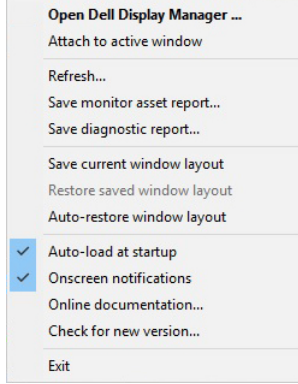 Open Dell Display Manager ...
Attach to active window
Refresh...
Save monitor asset report...
Save diagnostic report...
Save current window layout
Restore saved window layout
Auto-restore window layout
Auto-load at startup
Onscreen notifications
Online documentation...
Check for new version...
Exit